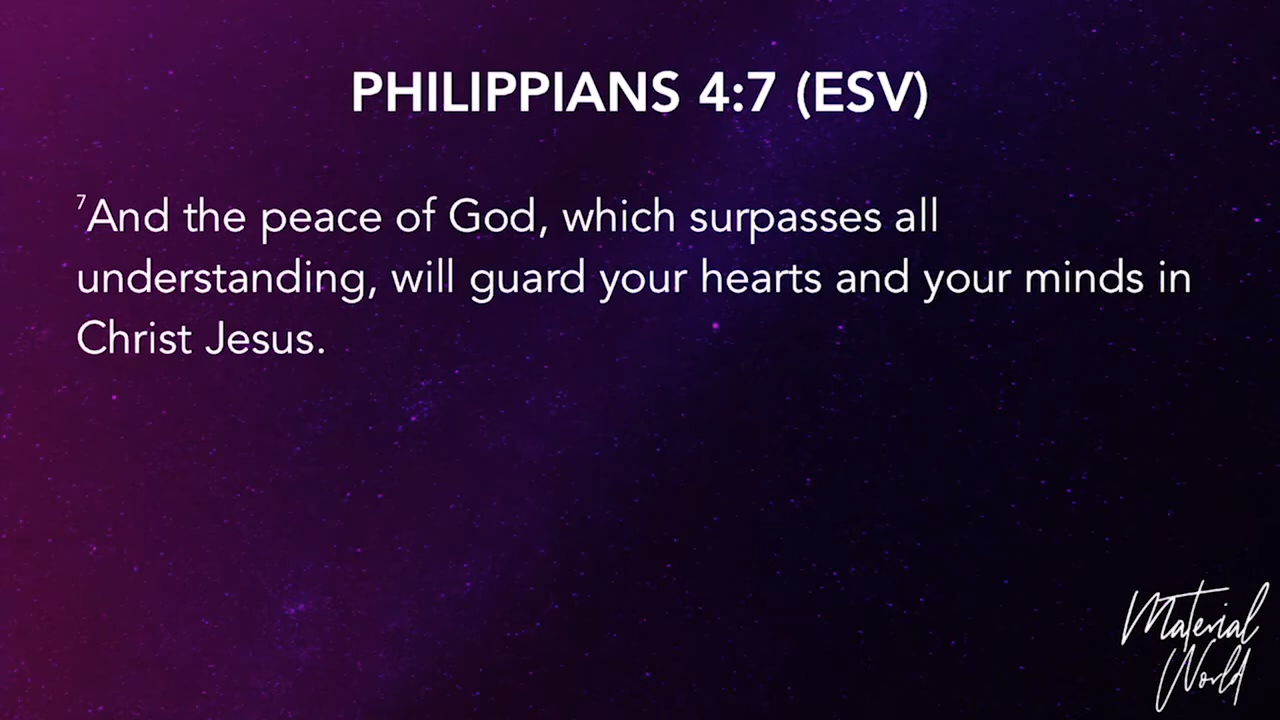 PHILIPPIANS 4:7 (ESV)
7And the peace of God, which surpasses all
understanding, will guard your hearts and your minds in
Christ Jesus.
Material
World